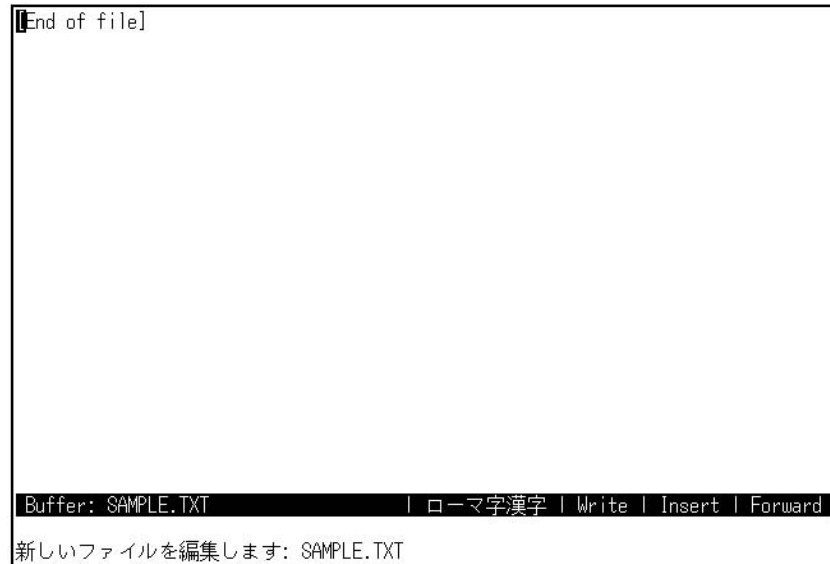 [End of file]
Buffer: SAMPLE.TXT | ローマ字漢字 | Write | Insert | Forward
新しいファイルを編集します: SAMPLE.TXT